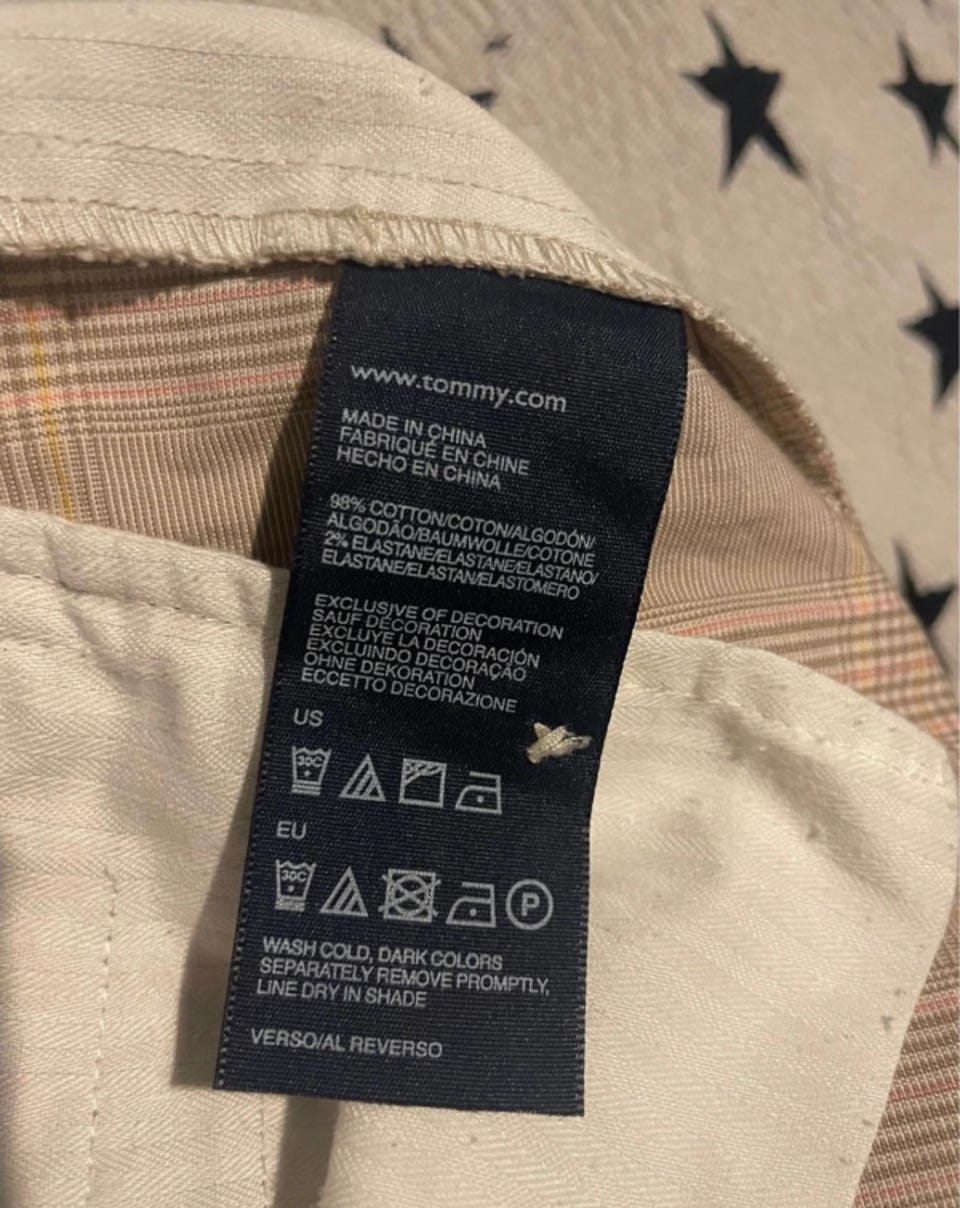 www.tommy.com
MADE IN CHINA
FABRIQUÉ EN CHINE
HECHO EN CHINA
98% COTTON/COTON/ALGODÓN/
ALGODÃO/BAUMWOLLE/COTONE
2% ELASTANE/ELASTANE/ELASTANO/
ELASTANE/ELASTAN/ELASTOMERO
EXCLUSIVE OF DECORATION
SAUF DÉCORATION
EXCLUYE LA DECORACIÓN
EXCLUINDO DECORAÇÃO
OHNE DEKORATION
ECCETTO DECORAZIONE
US
30C
EU
30C P
WASH COLD, DARK COLORS
SEPARATELY REMOVE PROMPTLY,
LINE DRY IN SHADE
VERSO/AL REVERSO